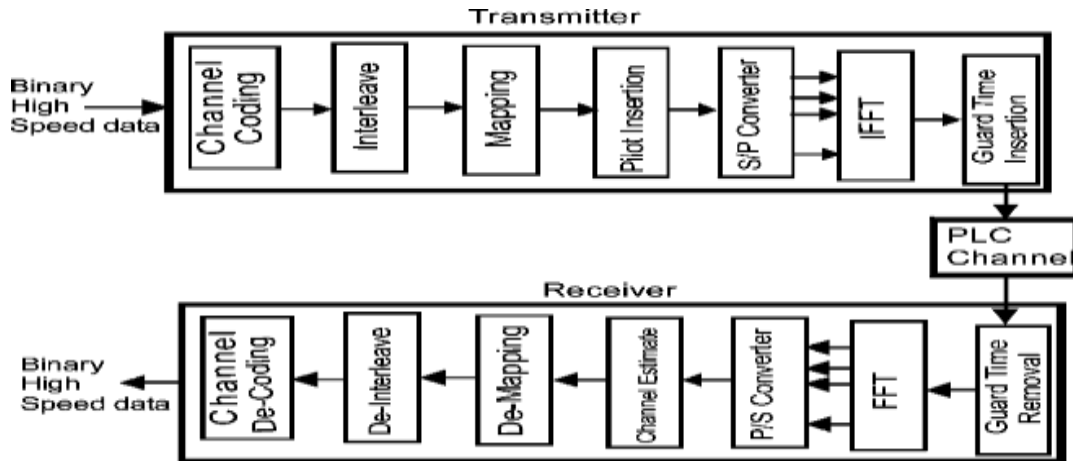 Transmitter
Binary
High
Speed data
Channel
Coding
Interleave
Mapping
Pilot Insertion
S/P Converter
IFFT
Guard Time
Insertion
PLC
Channel
Receiver
Binary
High
Speed data
Channel
De-Coding
De-Interleave
De-Mapping
Channel Estimate
P/S Converter
FFT
Guard Time
Removal